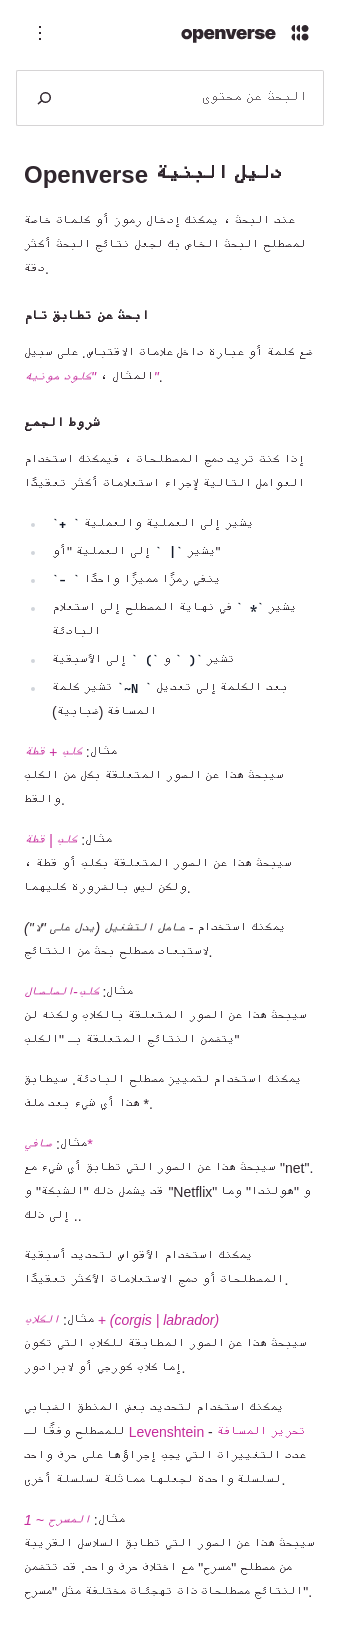 openverse
البحث عن محتوى
دليل البنية Openverse
عند البحث ، يمكنك إدخال رموز أو كلمات خاصة
لمصطلح البحث الخاص بك لجعل نتائج البحث أكثر
دقة.
ابحث عن تطابق تام
ضع كلمة أو عبارة داخل علامات الاقتباس. على سبيل
المثال ، "كلود مونيه".
شروط الجمع
إذا كنت تريد دمج المصطلحات ، فيمكنك استخدام
العوامل التالية لإجراء استعلامات أكثر تعقيدًا
يشير إلى العملية والعملية ` +`
يشير `| ` إلى العملية "أو"
ينفي رمزًا مميزًا واحدًا ` -`
يشير `* ` في نهاية المصطلح إلى استعلام
البادئة
تشير `( ` و `) ` إلى الأسبقية
بعد الكلمة إلى تعديل ` ~N` تشير كلمة
المسافة (ضبابية)
مثال: كلب + قطة
سيبحث هذا عن الصور المتعلقة بكل من الكلب
والقط.
مثال: كلب | قطة
سيبحث هذا عن الصور المتعلقة بكلب أو قطة ،
ولكن ليس بالضرورة كليهما.
يمكنك استخدام - عامل التشغيل (يدل على "لا")
لاستبعاد مصطلح بحث من النتائج.
مثال: كلب-السلسال
سيبحث هذا عن الصور المتعلقة بالكلاب ولكنه لن
يتضمن النتائج المتعلقة بـ "الكلب"
يمكنك استخدام لتمييز مصطلح البادئة. سيطابق
هذا أي شيء بعد ملة *.
مثال: صافي*
سيبحث هذا عن الصور التي تطابق أي شيء مع "net".
قد يشمل ذلك "الشبكة" و "Netflix" و "هولندا" وما
إلى ذلك ..
يمكنك استخدام الأقواس لتحديد أسبقية
المصطلحات أو دمج الاستعلامات الأكثر تعقيدًا.
مثال: الكلاب + (corgis | labrador)
سيبحث هذا عن الصور المطابقة للكلاب التي تكون
إما كلاب كورجي أو لابرادور.
يمكنك استخدام لتحديد بعض المنطق الضبابي
للمصطلح وفقًا لـ Levenshtein - تحرير المسافة
عدد التغييرات التي يجب إجراؤها على حرف واحد
لسلسلة واحدة لجعلها مماثلة لسلسلة أخرى.
مثال: المسرح ~ 1
سيبحث هذا عن الصور التي تطابق السلاسل القريبة
من مصطلح "مسرح" مع اختلاف حرف واحد. قد تتضمن
النتائج مصطلحات ذات تهجئات مختلفة مثل "مسرح".